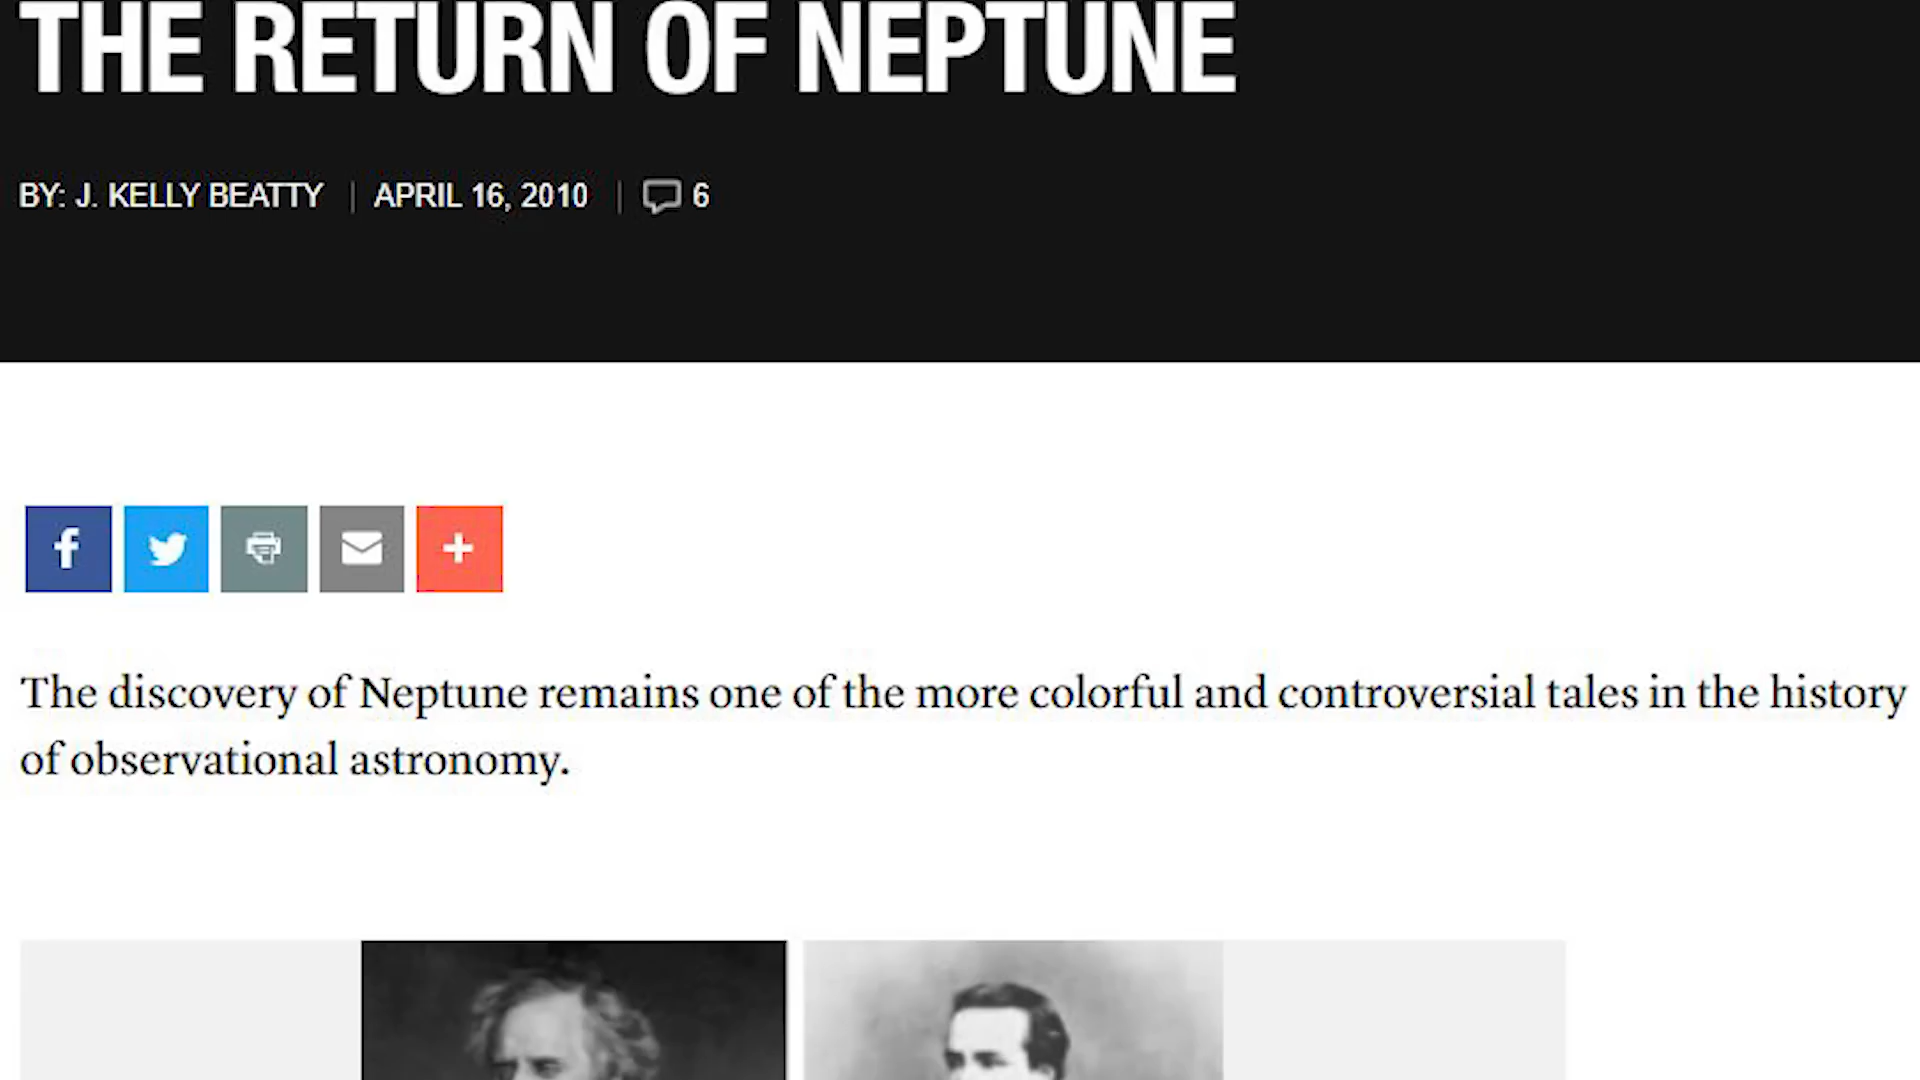 THE RETURN OF NEPTUNE
BY: J. KELLY BEATTY | APRIL 16, 2010 | 6
f
+
The discovery of Neptune remains one of the more colorful and controversial tales in the history
of observational astronomy.